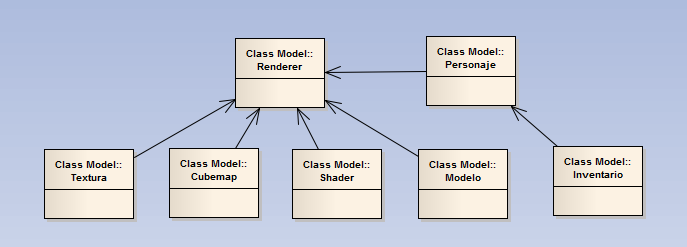 Class Model::
Renderer
Class Model::
Personaje
Class Model::
Textura
Class Model::
Cubemap
Class Model::
Shader
Class Model::
Modelo
Class Model::
Inventario